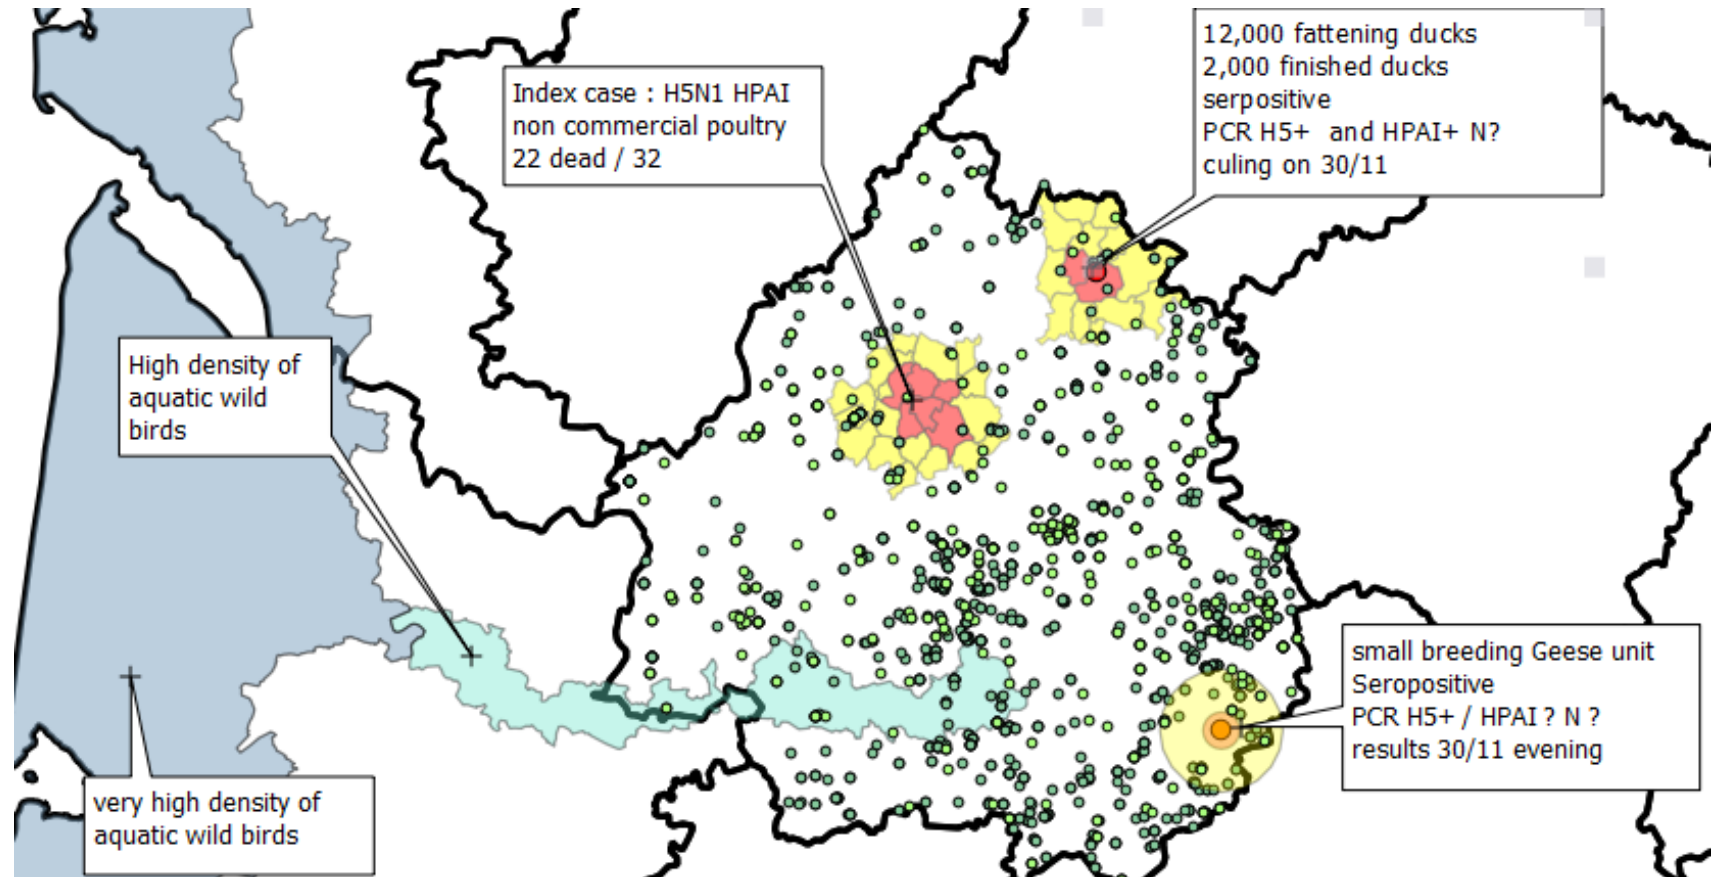 12,000 fattening ducks
2,000 finished ducks
serpositive
PCR H5+ and HPAI+ N?
culing on 30/11
Index case : H5N1 HPAI
non commercial poultry
22 dead / 32
High density of
aquatic wild
birds
small breeding Geese unit
Seropositive
PCR H5+ / HPAI ? N ?
results 30/11 evening
very high density of
aquatic wild birds